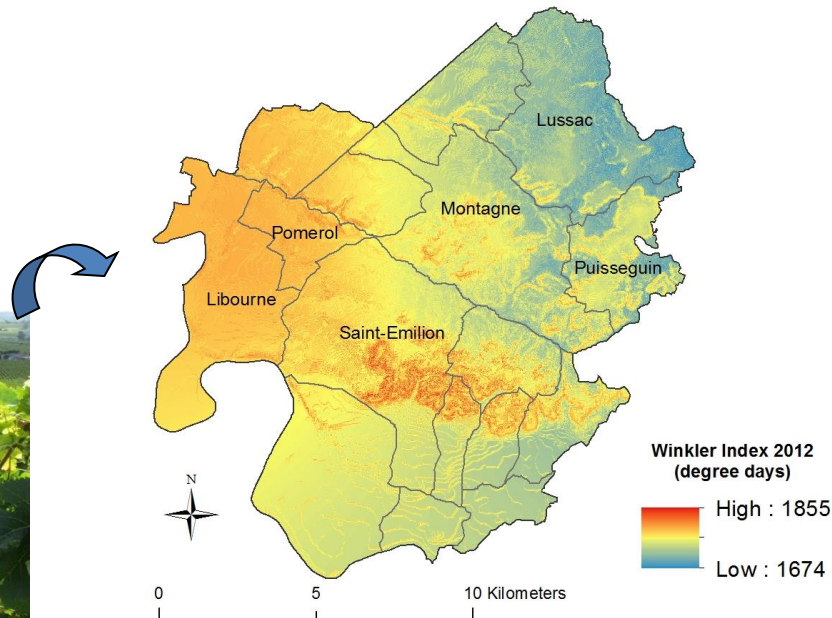 Lussac
Montagne
Pomerol
Puisseguin
Libourne
Saint-Emilion
Winkler Index 2012
(degree days)
High : 1855
Low : 1674
N
0 5 10 Kilometers